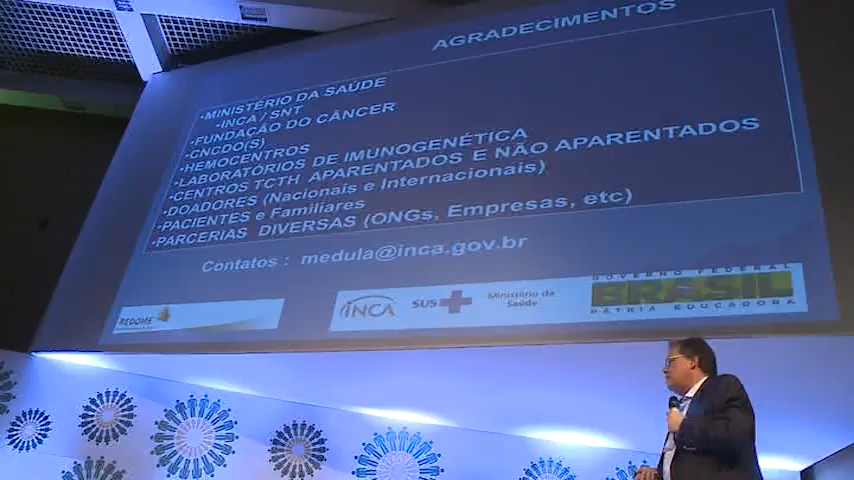 AGRADECIMENTOS
•MINISTÉRIO DA SAÚDE
•INCA / SNT
•FUNDAÇÃO DO CÂNCER
•CNCDO(S)
•HEMOCENTROS
•LABORATÓRIOS DE IMUNOGENÉTICA
•CENTROS TCTH APARENTADOS E NÃO APARENTADOS
•DOADORES (Nacionais e Internacionais)
•PACIENTES e Familiares
•PARCERIAS DIVERSAS (ONGs, Empresas, etc)
Contatos : medula@inca.gov.br
REDOME
INCA
SUS
Ministério da
Saúde
GOVERNO FEDERAL
BRASIL
PÁTRIA EDUCADORA